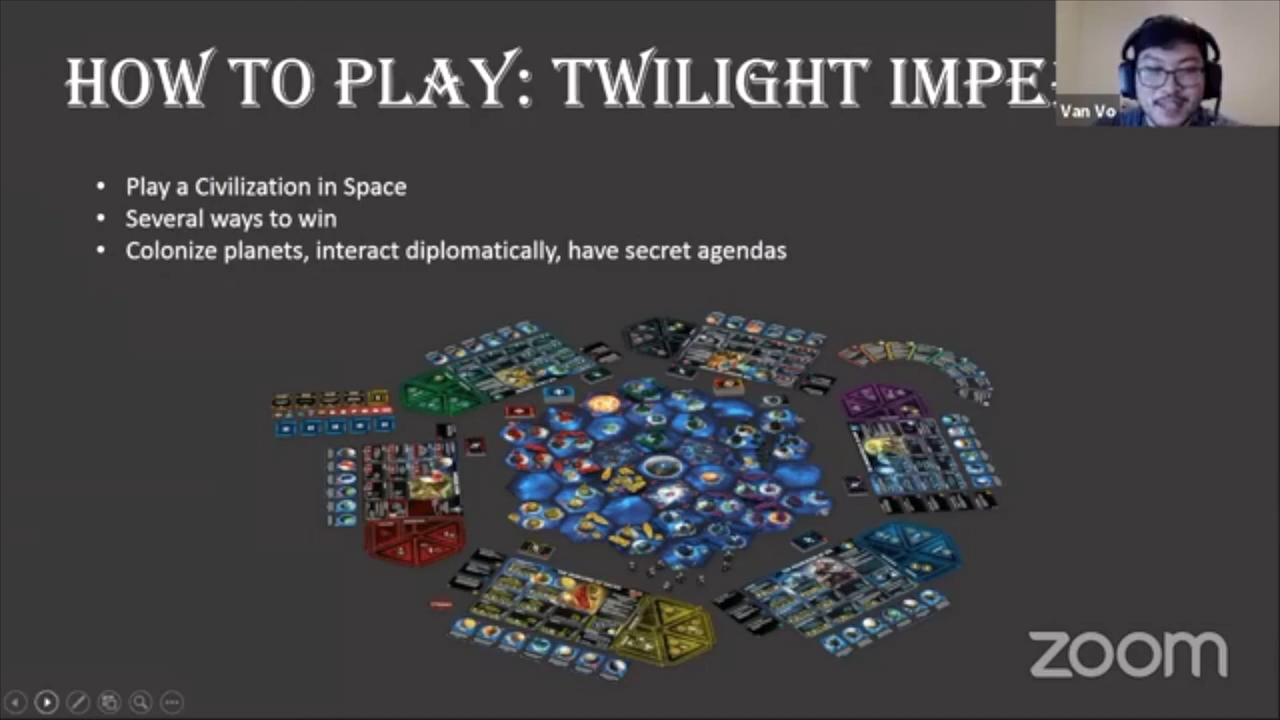 HOW TO PLAY: TWILIGHT IMPE
Van Vo
• Play a Civilization in Space
• Several ways to win
• Colonize planets, interact diplomatically, have secret agendas
zoom